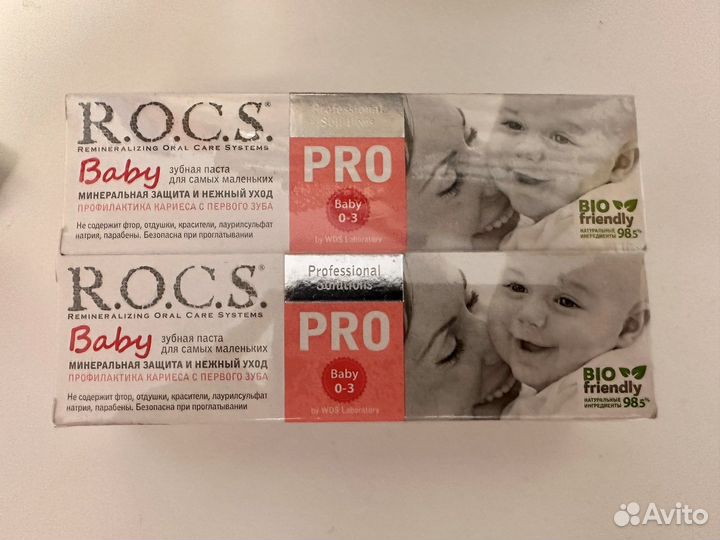 R.O.C.S.®
REMINERALIZING ORAL CARE SYSTEMS
Baby зубная паста
для самых маленьких
МИНЕРАЛЬНАЯ ЗАЩИТА И НЕЖНЫЙ УХОД
ПРОФИЛАКТИКА КАРИЕСА С ПЕРВОГО ЗУБА
Не содержит фтор, отдушки, красители, лаурилсульфат
натрия, парабены. Безопасна при проглатывании
Professional
Solutions
PRO
Baby
0-3
by WDS Laboratory
BIO
friendly
НАТУРАЛЬНЫЕ
ИНГРЕДИЕНТЫ 98.5%
R.O.C.S.®
REMINERALIZING ORAL CARE SYSTEMS
Baby зубная паста
для самых маленьких
МИНЕРАЛЬНАЯ ЗАЩИТА И НЕЖНЫЙ УХОД
ПРОФИЛАКТИКА КАРИЕСА С ПЕРВОГО ЗУБА
Не содержит фтор, отдушки, красители, лаурилсульфат
натрия, парабены. Безопасна при проглатывании
Professional
Solutions
PRO
Baby
0-3
by WDS Laboratory
BIO
friendly
НАТУРАЛЬНЫЕ
ИНГРЕДИЕНТЫ 98.5%
Avito